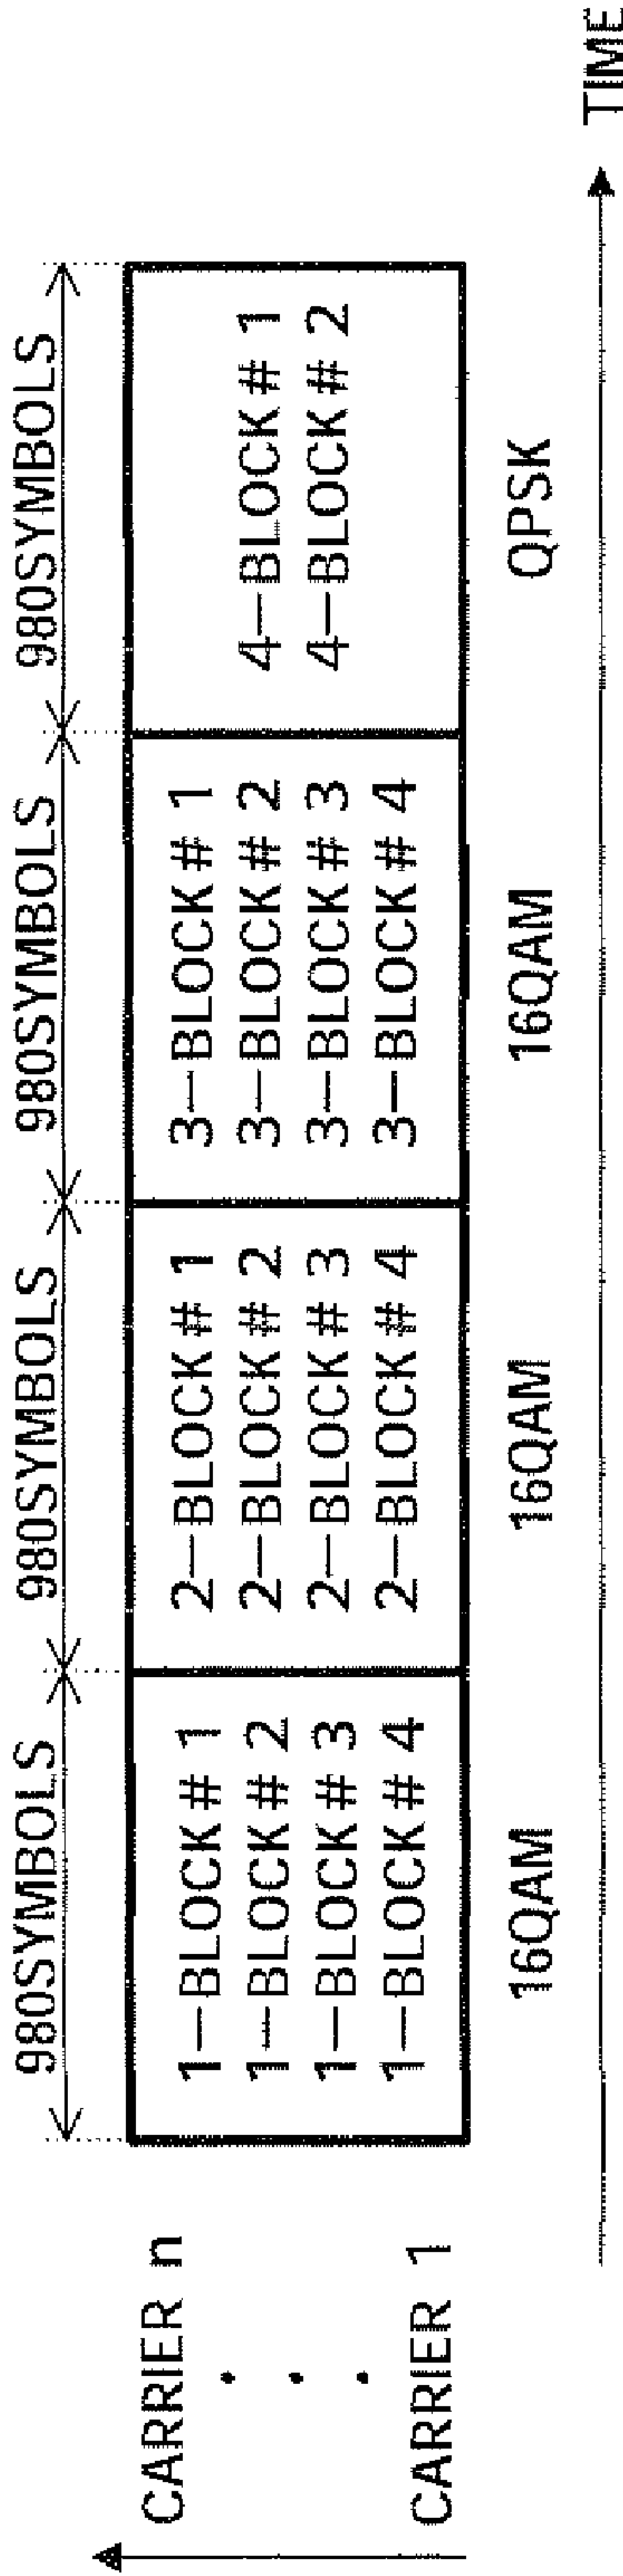 980SYMBOLS
980SYMBOLS
980SYMBOLS
980SYMBOLS
CARRIER n
CARRIER 1
1—BLOCK # 1
1—BLOCK # 2
1—BLOCK # 3
1—BLOCK # 4
2—BLOCK # 1
2—BLOCK # 2
2—BLOCK # 3
2—BLOCK # 4
3—BLOCK # 1
3—BLOCK # 2
3—BLOCK # 3
3—BLOCK # 4
4—BLOCK # 1
4—BLOCK # 2
16QAM
16QAM
16QAM
QPSK
TIME